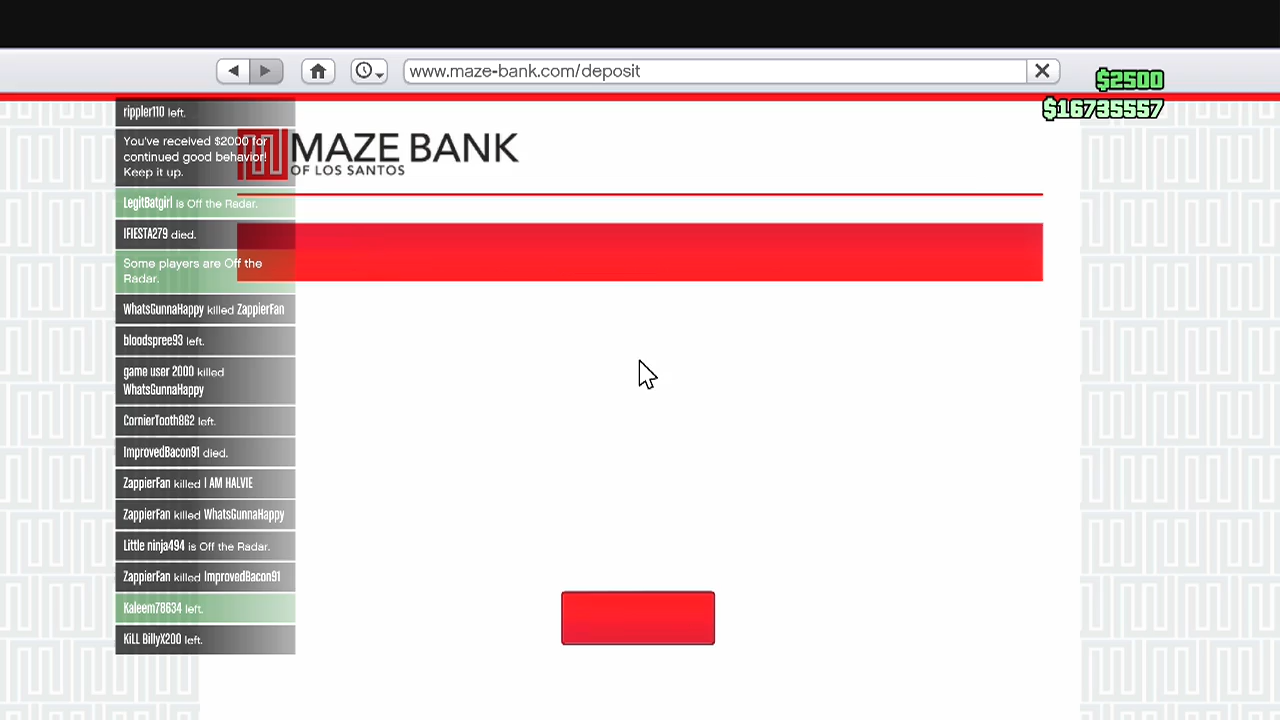 www.maze-bank.com/deposit
$2500
$16735557
MAZE BANK
OF LOS SANTOS
rippler110 left.
You've received $2000 for
continued good behavior!
Keep it up.
LegitBatgirl is Off the Radar.
IFIESTA279 died.
Some players are Off the
Radar.
WhatsGunnaHappy killed ZappierFan
bloodspree93 left.
game user 2000 killed
WhatsGunnaHappy
CornierTooth862 left.
ImprovedBacon91 died.
ZappierFan killed I AM HALVIE
ZappierFan killed WhatsGunnaHappy
Little ninja494 is Off the Radar.
ZappierFan killed ImprovedBacon91
Kaleem78634 left.
KiLL BillyX200 left.